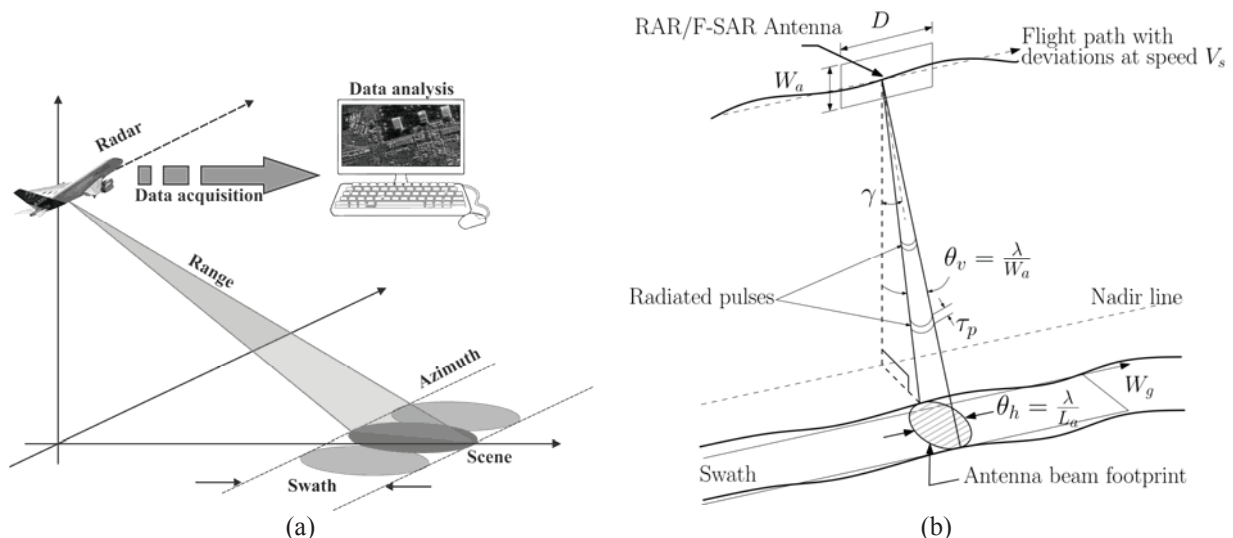 Data analysis
Radar
Data acquisition
Range
Azimuth
Scene
Swath
(a)
RAR/F-SAR Antenna
D
Flight path with
deviations at speed V_s
W_a
γ
θ_v = λ/W_a
Radiated pulses
Nadir line
τ_p
W_g
θ_h = λ/L_a
Swath
Antenna beam footprint
(b)